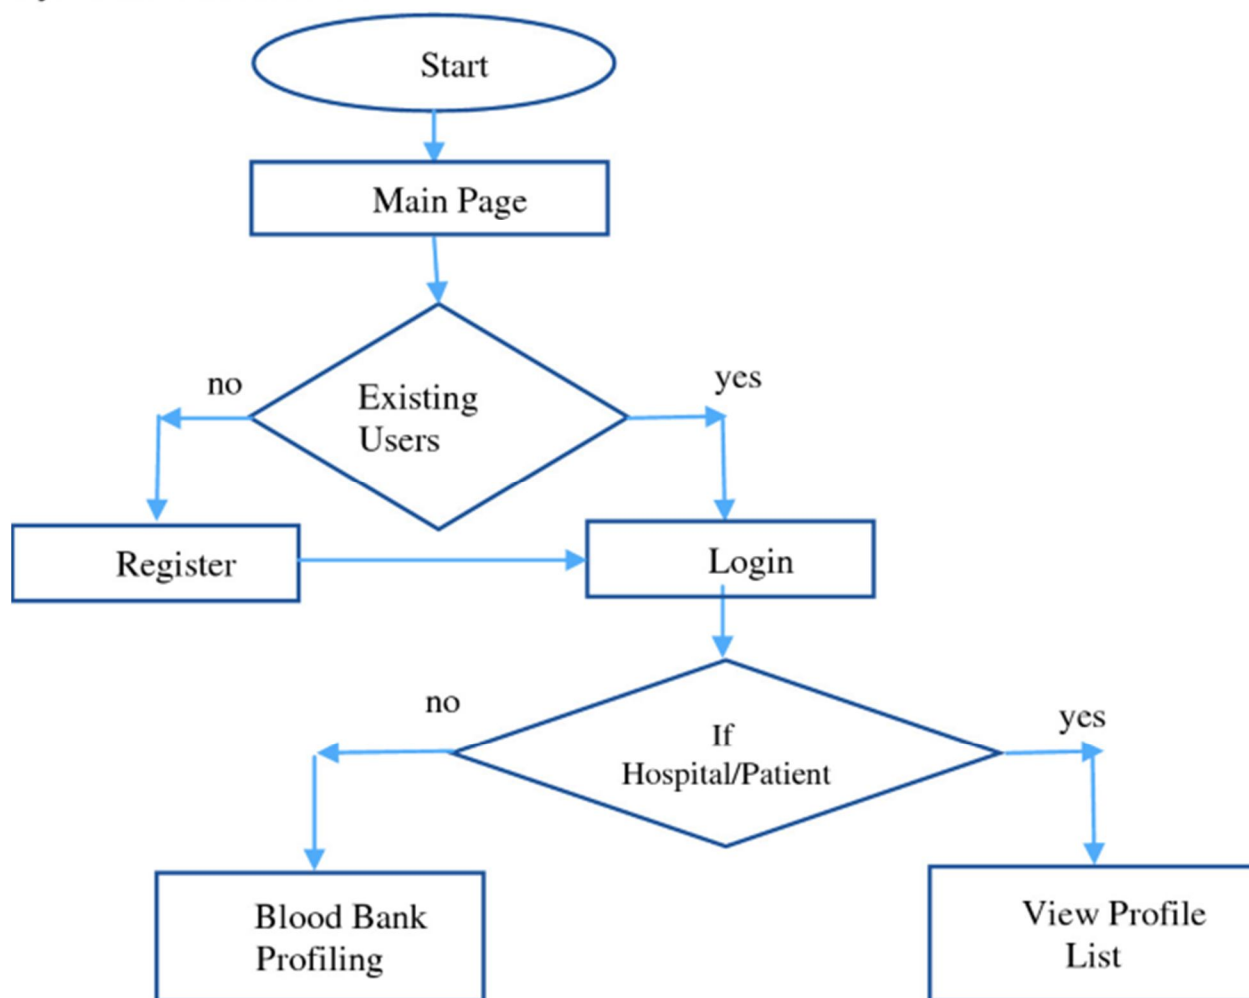 Start
Main Page
no
yes
Existing
Users
Register
Login
no
yes
If
Hospital/Patient
Blood Bank
Profiling
View Profile
List